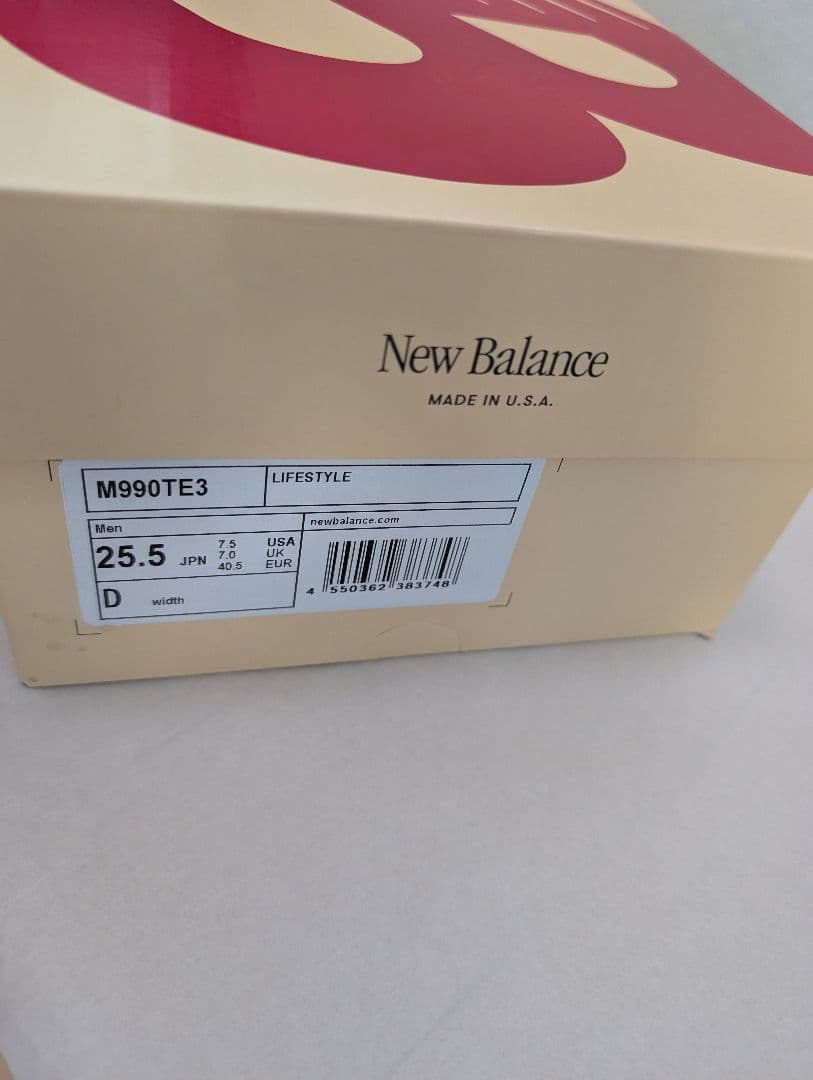 New Balance
MADE IN U.S.A.
M990TE3
LIFESTYLE
Men
newbalance.com
25.5 JPN
7.5 USA
7.0 UK
40.5 EUR
D width
4 550362 383748